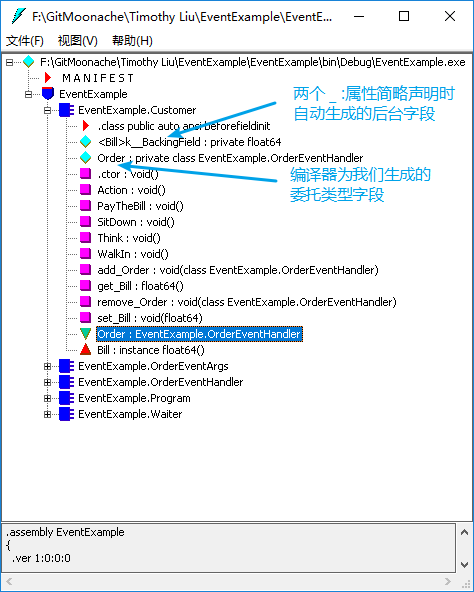 F:\GitMoonache\Timothy Liu\EventExample\EventE...
文件(F) 视图(V) 帮助(H)
F:\GitMoonache\Timothy Liu\EventExample\EventExample\bin\Debug\EventExample.exe
M A N I F E S T
EventExample
EventExample.Customer
两个 _ :属性简略声明时
自动生成的后台字段
.class public auto ansi beforefieldinit
<Bill>k__BackingField : private float64
Order : private class EventExample.OrderEventHandler
.ctor : void()
编译器为我们生成的
委托类型字段
Action : void()
PayTheBill : void()
SitDown : void()
Think : void()
WalkIn : void()
add_Order : void(class EventExample.OrderEventHandler)
get_Bill : float64()
remove_Order : void(class EventExample.OrderEventHandler)
set_Bill : void(float64)
Order : EventExample.OrderEventHandler
Bill : instance float64()
EventExample.OrderEventArgs
EventExample.OrderEventHandler
EventExample.Program
EventExample.Waiter
.assembly EventExample
{
.ver 1:0:0:0